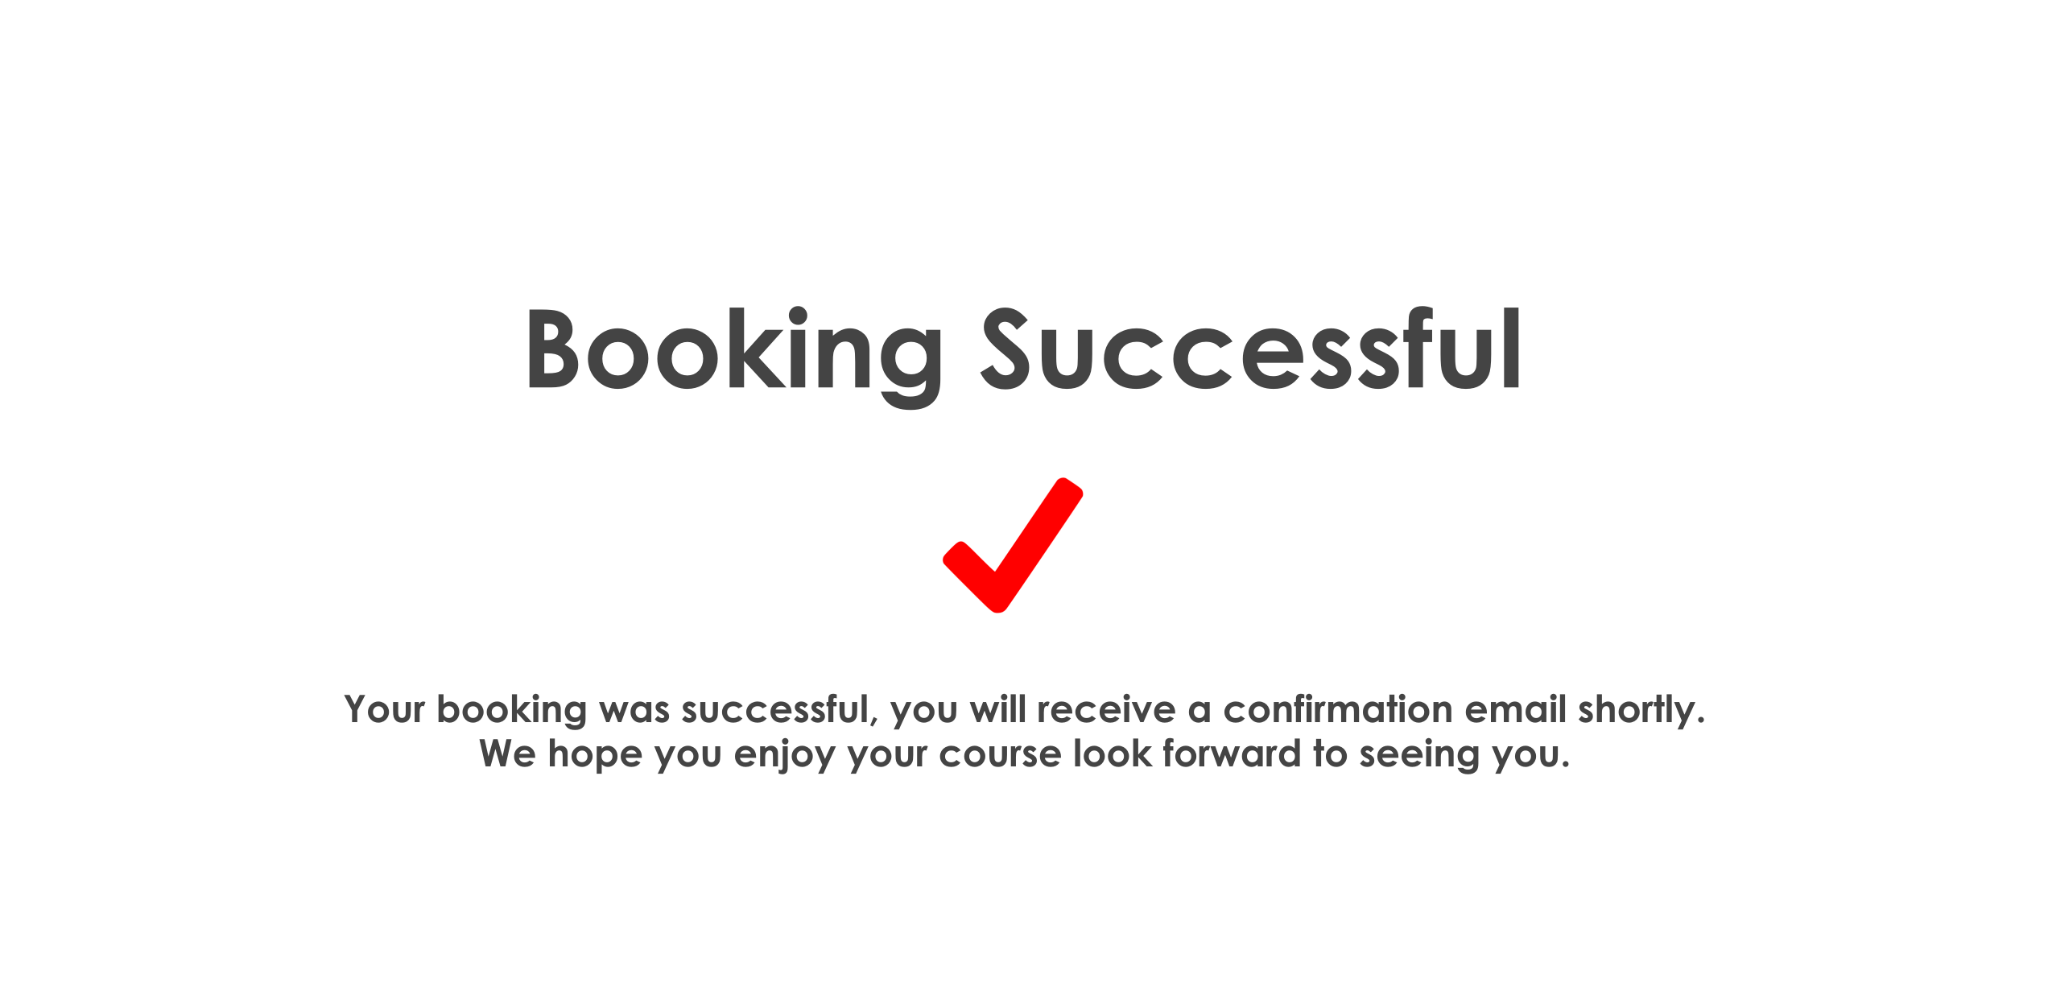 Booking Successful
Your booking was successful, you will receive a confirmation email shortly.
We hope you enjoy your course look forward to seeing you.